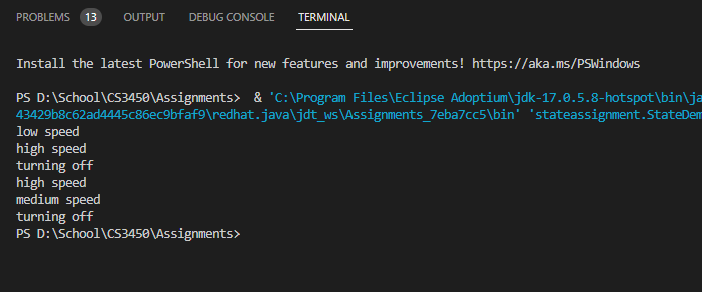 PROBLEMS 13 OUTPUT DEBUG CONSOLE TERMINAL
Install the latest PowerShell for new features and improvements! https://aka.ms/PSWindows
PS D:\School\CS3450\Assignments>  & 'C:\Program Files\Eclipse Adoptium\jdk-17.0.5.8-hotspot\bin\ja
43429b8c62ad4445c86ec9bfaf9\redhat.java\jdt_ws\Assignments_7eba7cc5\bin' 'stateassignment.StateDem
low speed
high speed
turning off
high speed
medium speed
turning off
PS D:\School\CS3450\Assignments>